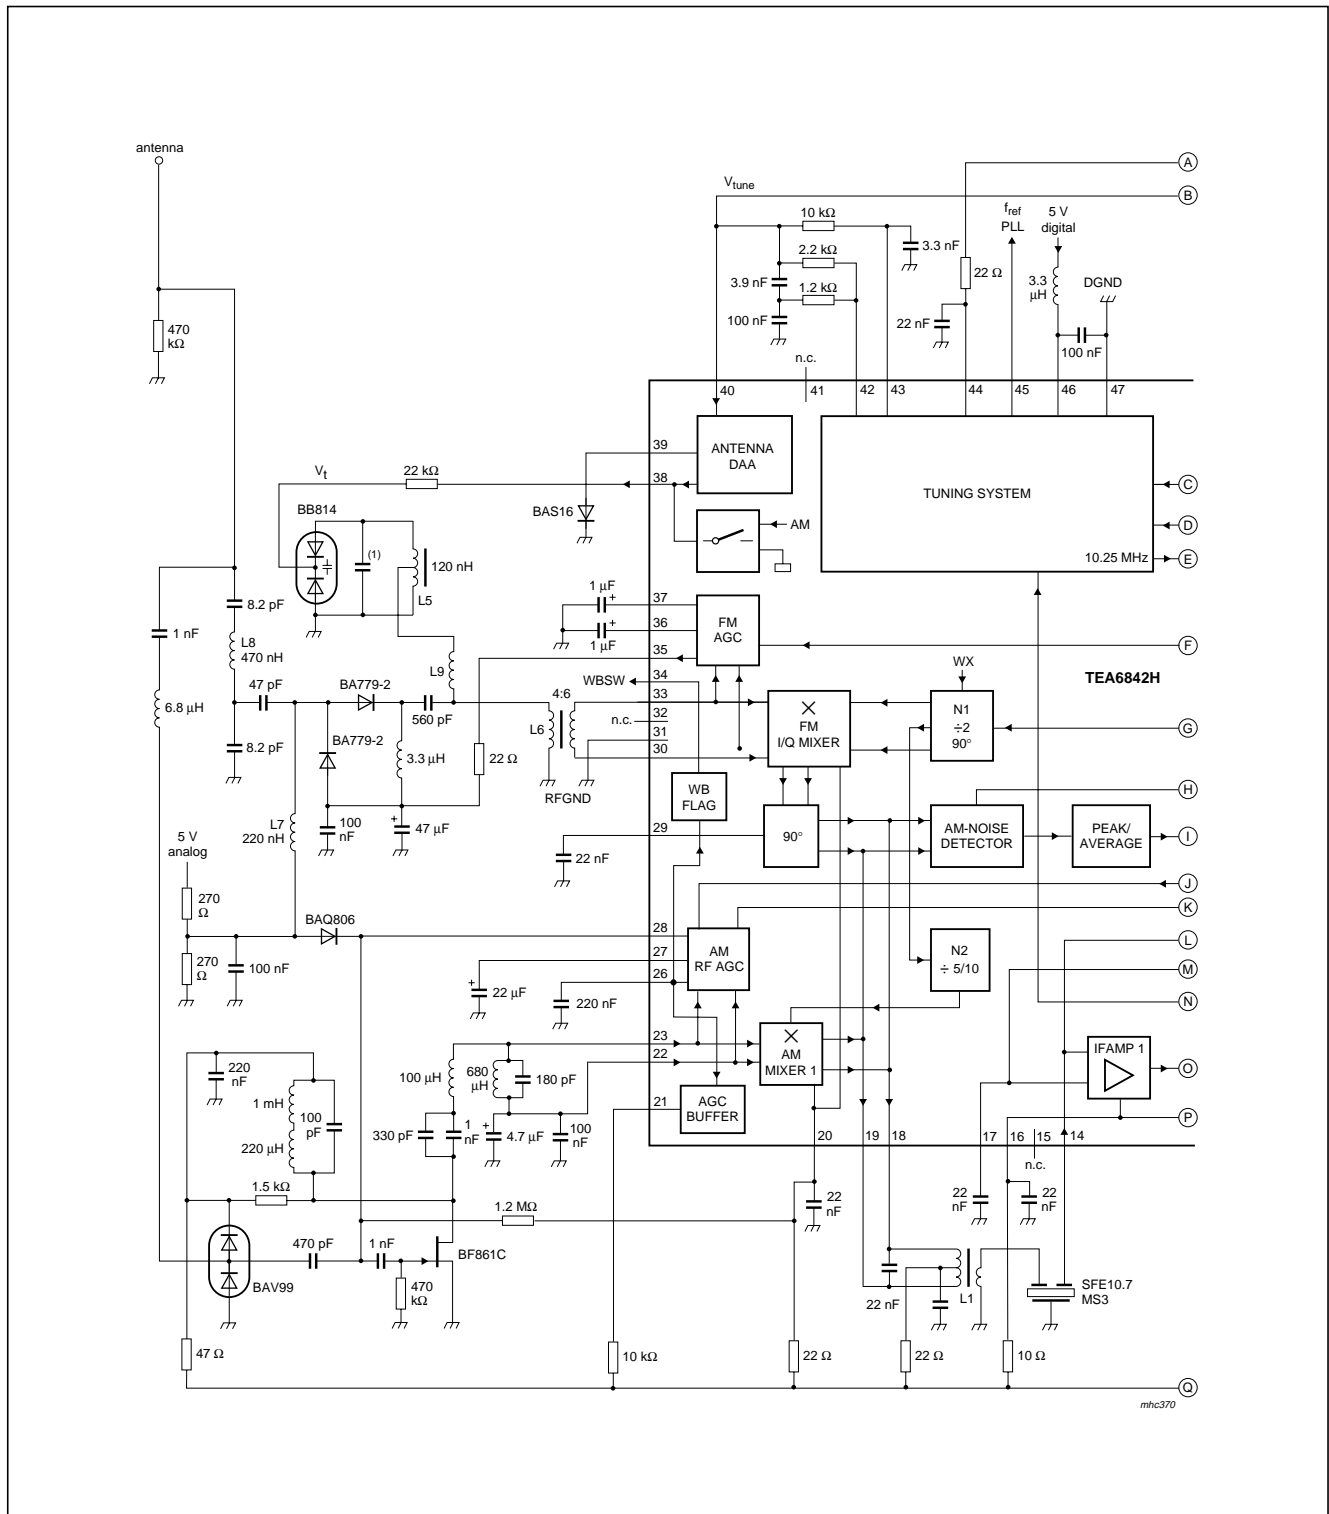 antenna
A
Vtune
B
10 kΩ
fref
PLL
5 V
digital
3.3 nF
2.2 kΩ
22 Ω
3.9 nF
1.2 kΩ
3.3
μH
DGND
470
kΩ
100 nF
22 nF
100 nF
n.c.
40
41
42
43
44
45
46
47
39
ANTENNA
DAA
TUNING SYSTEM
Vt
22 kΩ
38
C
BB814
BAS16
AM
D
(1)
10.25 MHz
E
120 nH
L5
1 μF
37
8.2 pF
36
FM
AGC
1 nF
1 μF
L8
470 nH
35
F
L9
34
WX
47 pF
BA779-2
WBSW
TEA6842H
4:6
33
N1
÷2
90°
6.8 μH
560 pF
n.c.
32
FM
I/Q MIXER
L6
31
G
8.2 pF
BA779-2
3.3 μH
22 Ω
30
RFGND
WB
FLAG
H
L7
220 nH
100
nF
47 μF
+
29
90°
AM-NOISE
DETECTOR
PEAK/
AVERAGE
I
5 V
analog
22 nF
J
270
Ω
BAQ806
K
28
AM
RF AGC
N2
÷ 5/10
L
270
Ω
100 nF
27
M
26
+
22 μF
220 nF
N
23
AM
MIXER 1
IFAMP 1
220
nF
100 μH
680
μH
180 pF
22
O
1 mH
100
pF
21
AGC
BUFFER
P
330 pF
1
nF
+
4.7 μF
100
nF
220 μH
20
19
18
17
16
15
14
n.c.
1.5 kΩ
1.2 MΩ
22
nF
22
nF
22
nF
470 pF
1 nF
BF861C
BAV99
470
kΩ
22 nF
L1
SFE10.7
MS3
47 Ω
10 kΩ
22 Ω
22 Ω
10 Ω
Q
mhc370